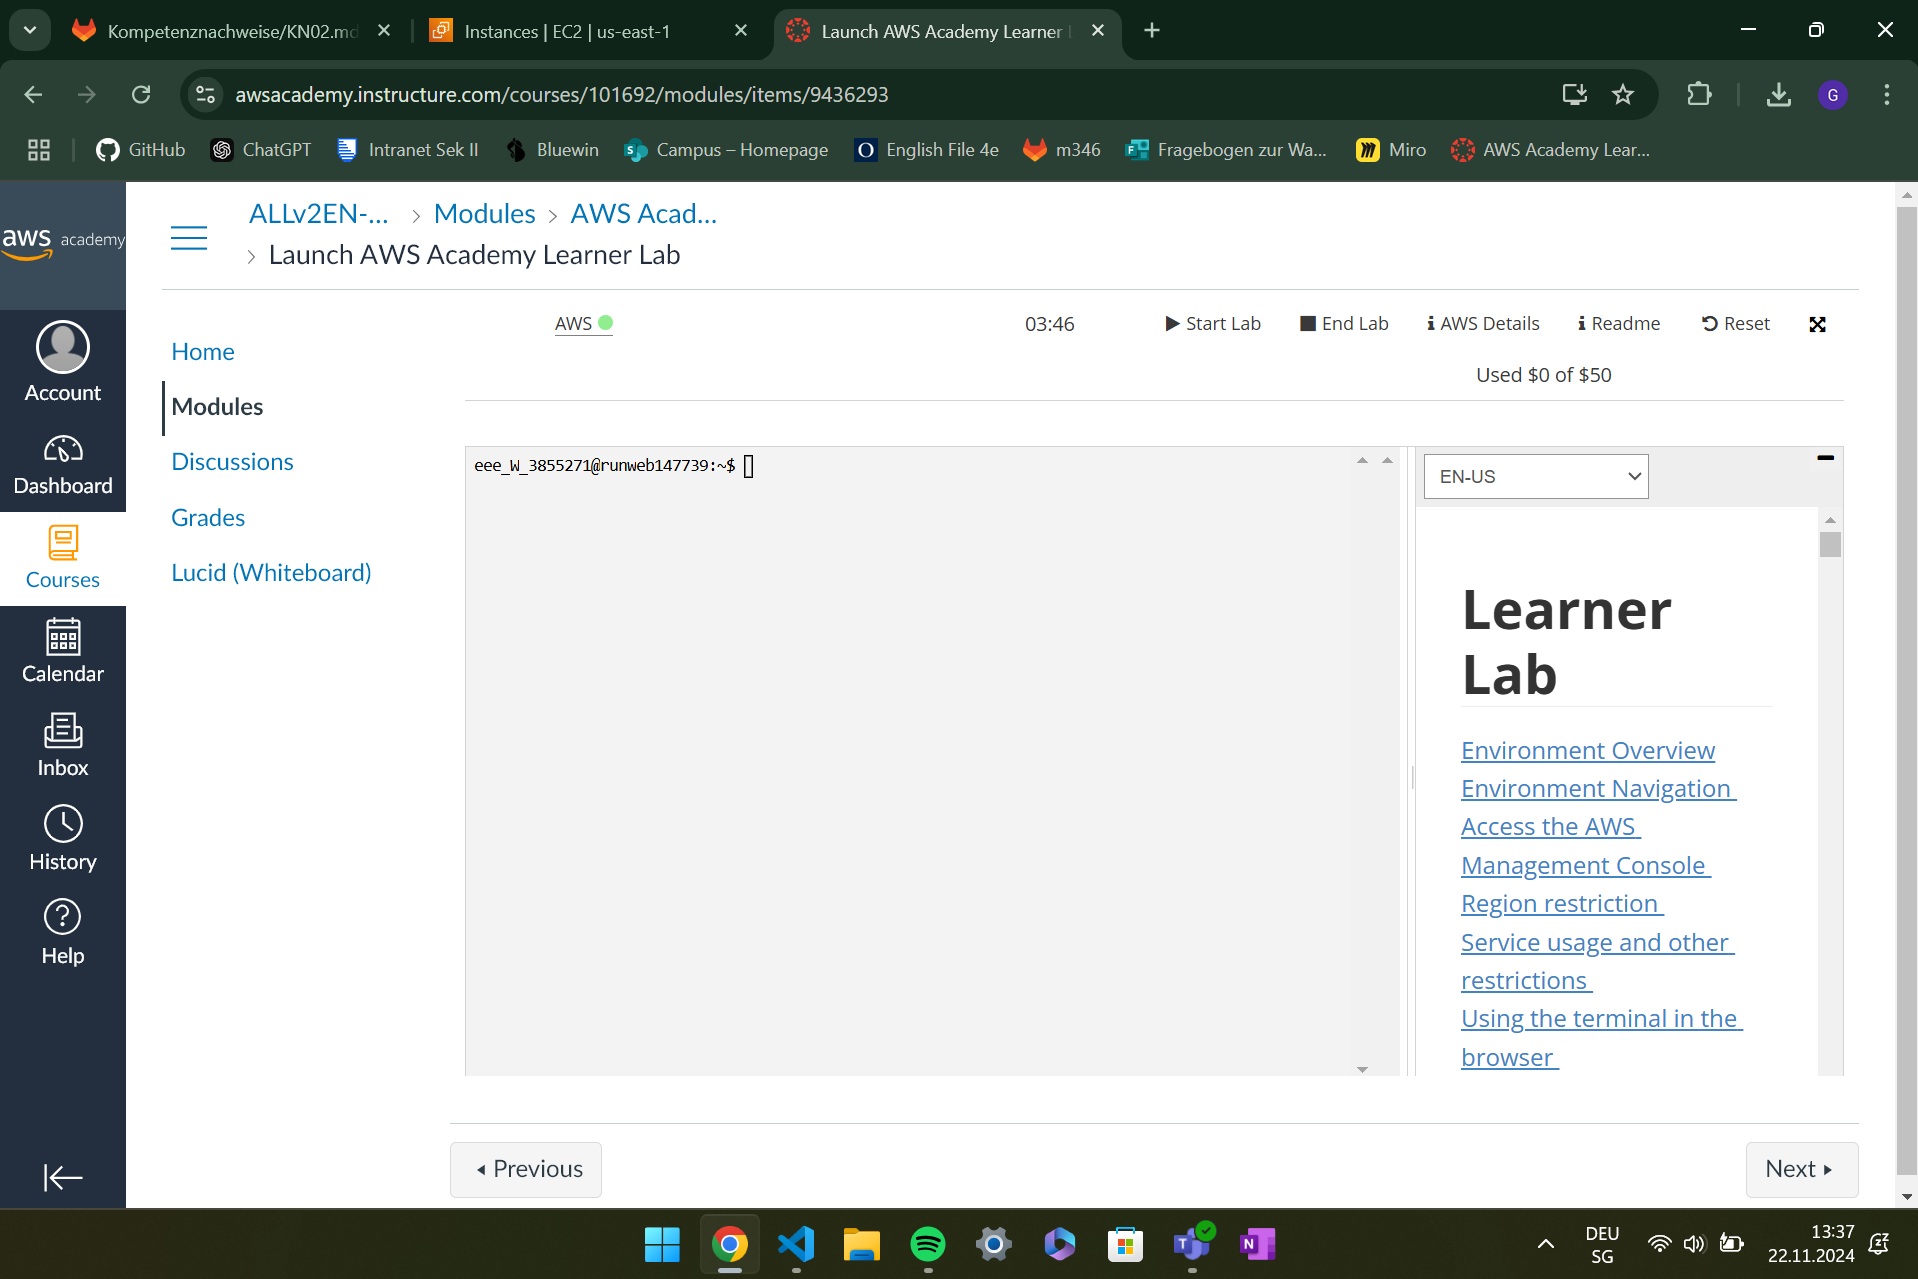 Kompetenznachweise/KN02.md
Instances | EC2 | us-east-1
Launch AWS Academy Learner
awsacademy.instructure.com/courses/101692/modules/items/9436293
G
GitHub
ChatGPT
Intranet Sek II
Bluewin
Campus – Homepage
English File 4e
m346
Fragebogen zur Wa...
Miro
AWS Academy Lear...
aws academy
Account
Dashboard
Courses
Calendar
Inbox
History
Help
ALLv2EN-... > Modules > AWS Acad...
> Launch AWS Academy Learner Lab
Home
Modules
Discussions
Grades
Lucid (Whiteboard)
AWS
03:46
Start Lab
End Lab
AWS Details
Readme
Reset
Used $0 of $50
eee_W_3855271@runweb147739:~$
EN-US
Learner
Lab
Environment Overview
Environment Navigation
Access the AWS
Management Console
Region restriction
Service usage and other
restrictions
Using the terminal in the
browser
Previous
Next
DEU
SG
13:37
22.11.2024